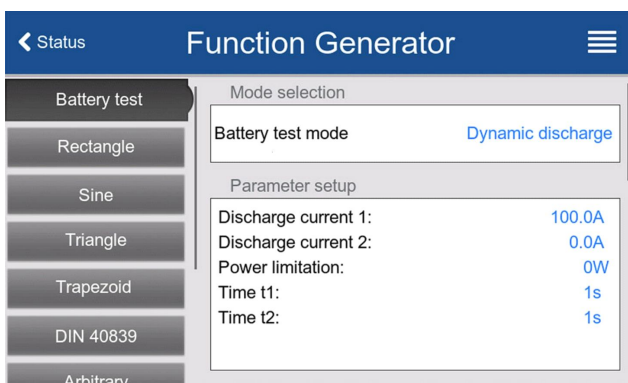 Status
Function Generator
Battery test
Rectangle
Sine
Triangle
Trapezoid
DIN 40839
Arbitrary
Mode selection
Battery test mode Dynamic discharge
Parameter setup
Discharge current 1: 100.0A
Discharge current 2: 0.0A
Power limitation: 0W
Time t1: 1s
Time t2: 1s